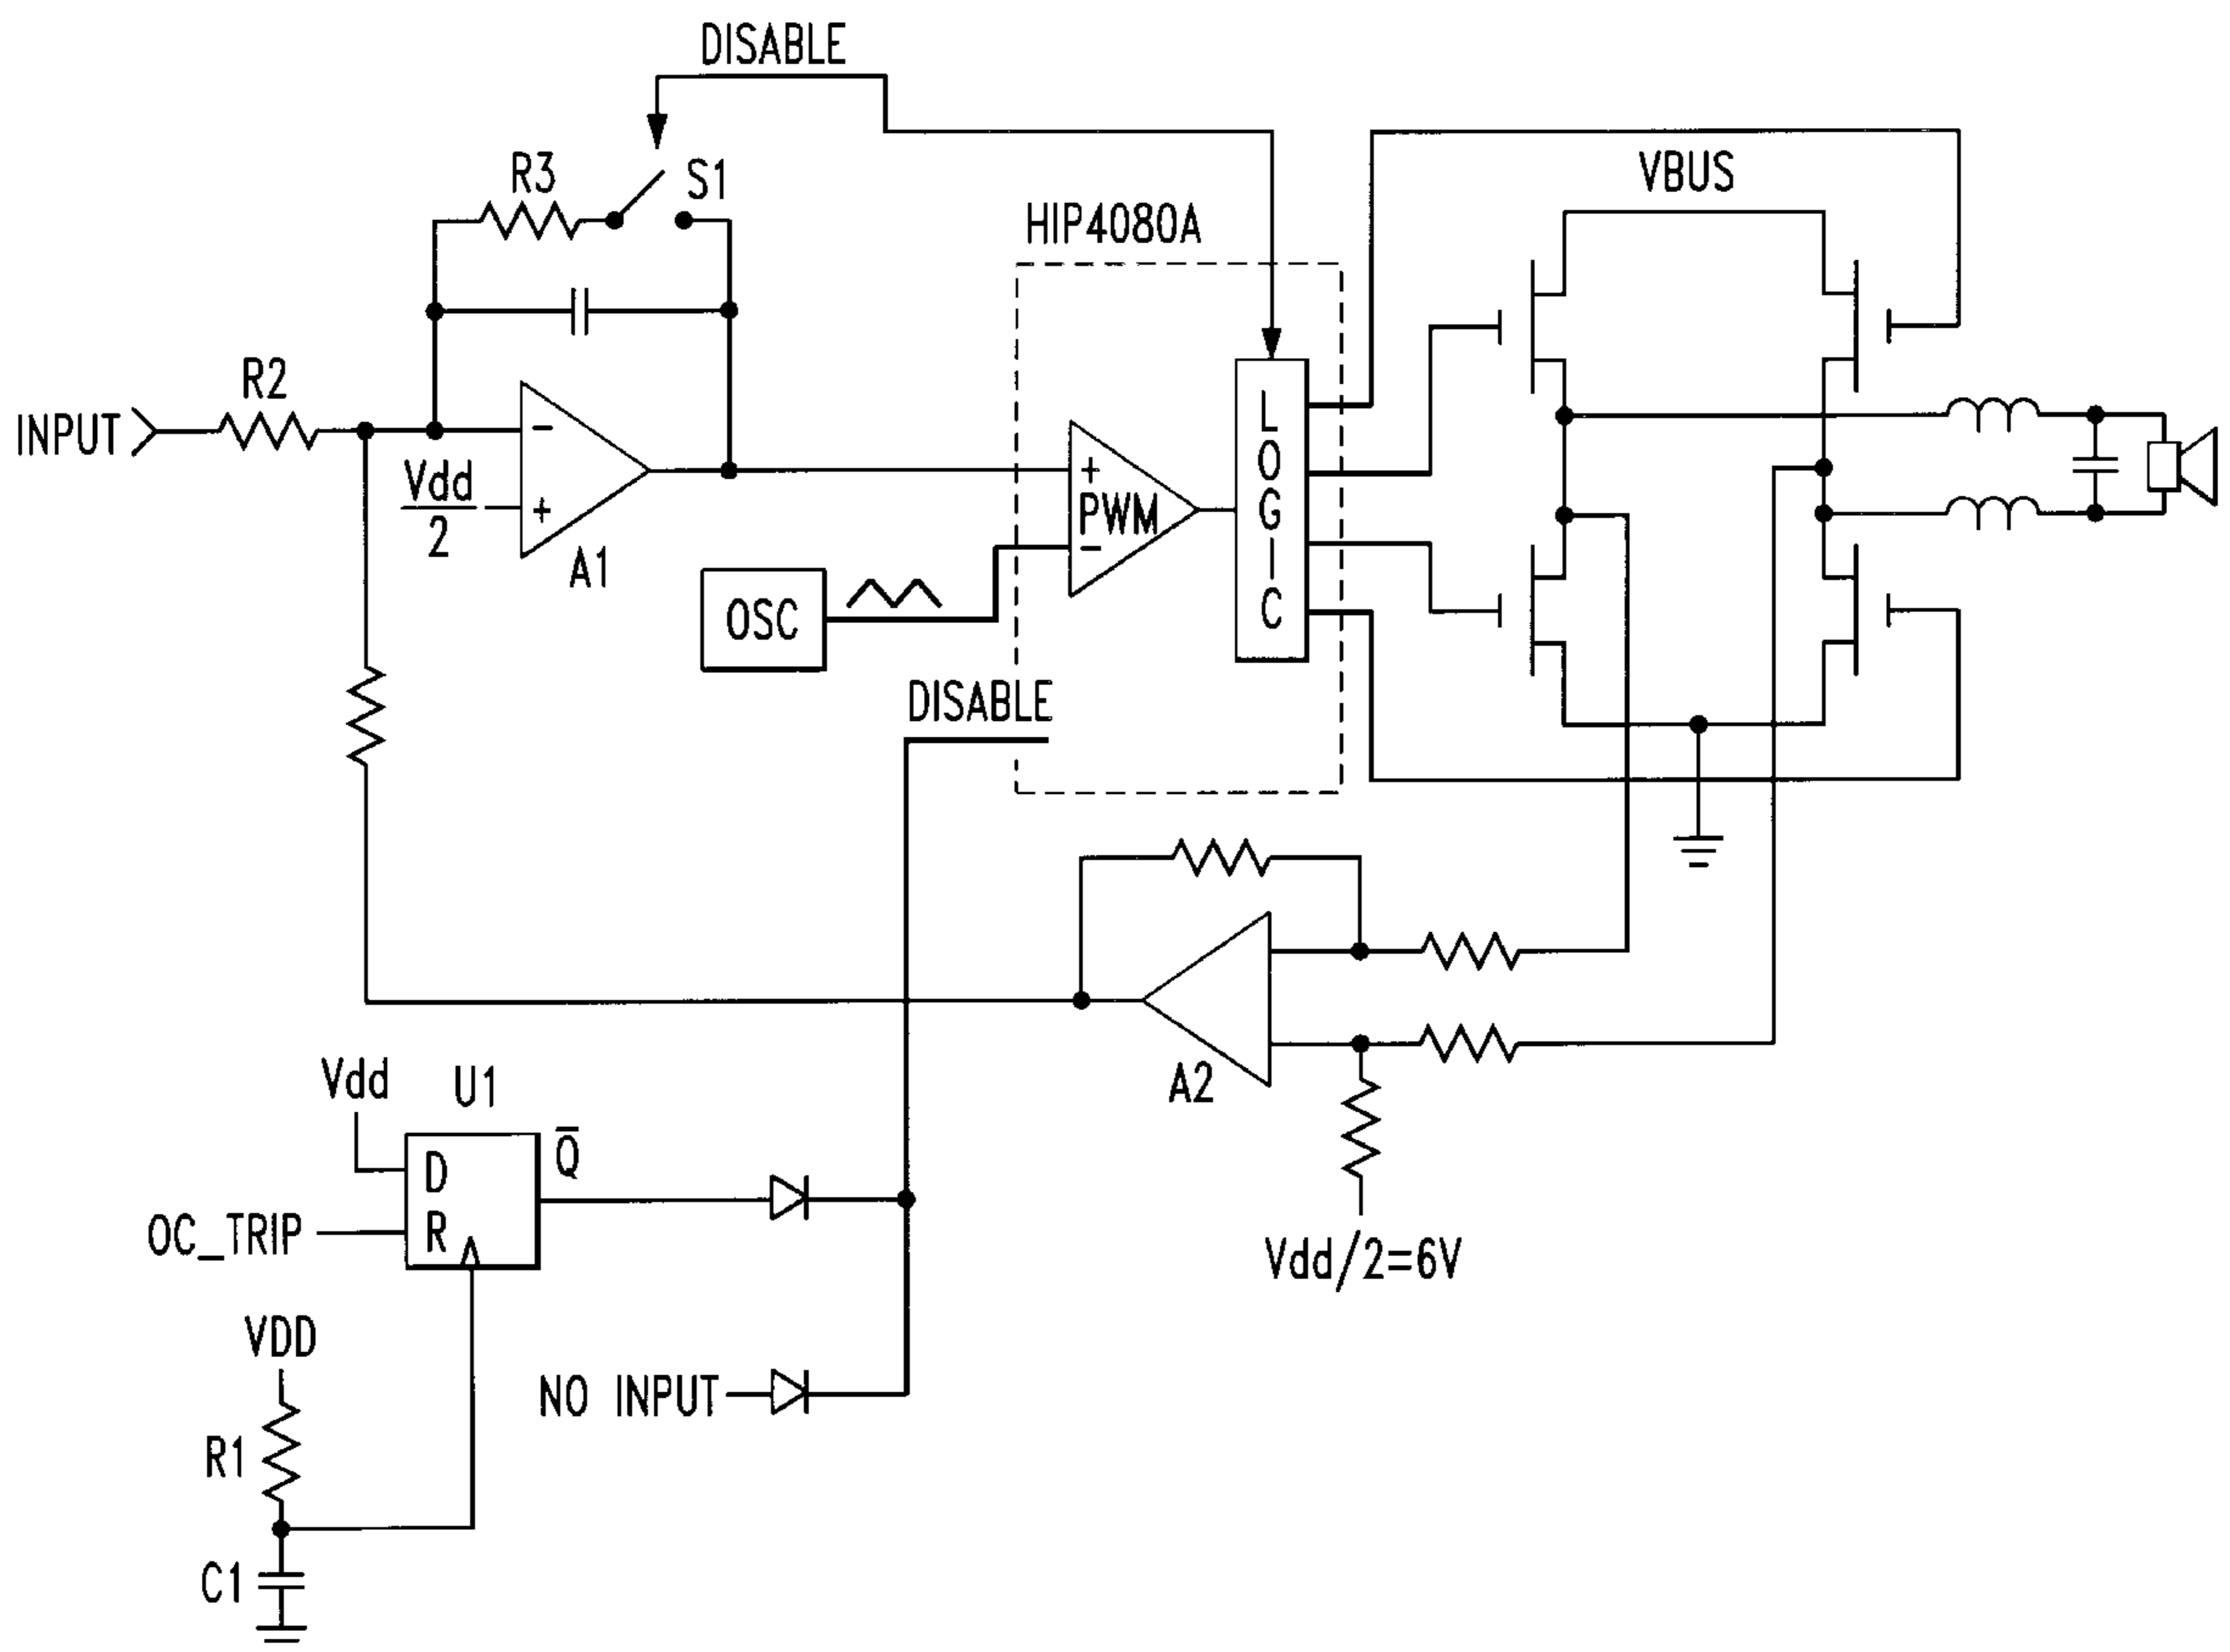 DISABLE
R3
S1
VBUS
HIP4080A
R2
INPUT
Vdd
2
-
+
A1
+
PWM
-
LOGIC
OSC
DISABLE
A2
Vdd
U1
D
Q̅
R
OC_TRIP
Vdd/2=6V
VDD
NO INPUT
R1
C1